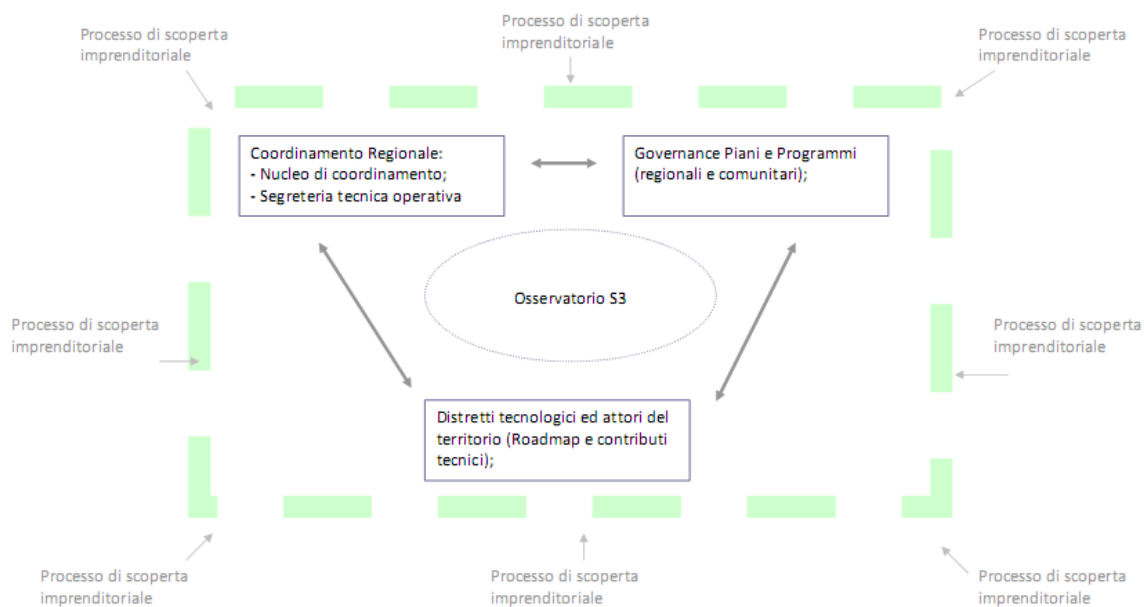 Processo di scoperta
imprenditoriale
Processo di scoperta
imprenditoriale
Processo di scoperta
imprenditoriale
Coordinamento Regionale:
- Nucleo di coordinamento;
- Segreteria tecnica operativa
Governance Piani e Programmi
(regionali e comunitari);
Osservatorio S3
Processo di scoperta
imprenditoriale
Processo di scoperta
imprenditoriale
Distretti tecnologici ed attori del
territorio (Roadmap e contributi
tecnici);
Processo di scoperta
imprenditoriale
Processo di scoperta
imprenditoriale
Processo di scoperta
imprenditoriale